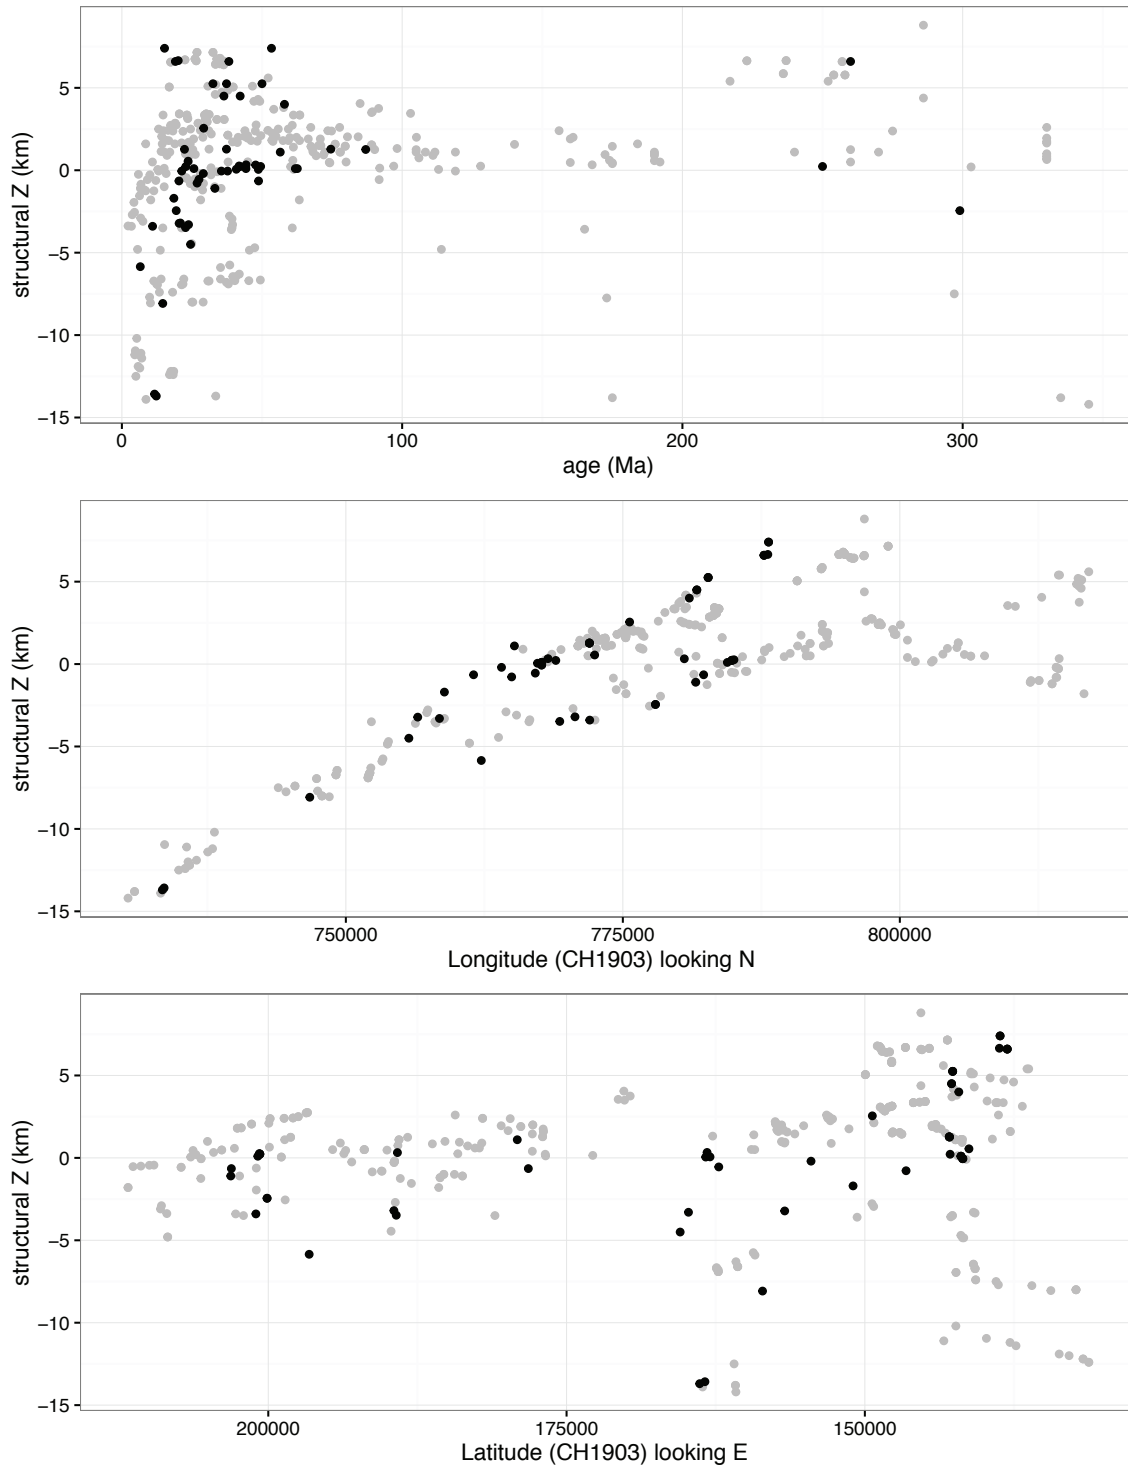 structural Z (km)
5
0
−5
−10
−15
0 100 200 300
age (Ma)
structural Z (km)
5
0
−5
−10
−15
750000 775000 800000
Longitude (CH1903) looking N
structural Z (km)
5
0
−5
−10
−15
200000 175000 150000
Latitude (CH1903) looking E